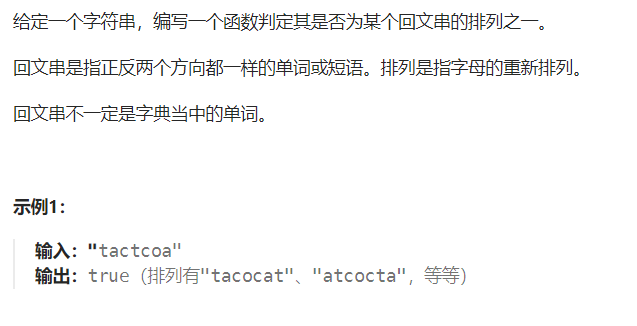 给定一个字符串，编写一个函数判定其是否为某个回文串的排列之一。
回文串是指正反两个方向都一样的单词或短语。排列是指字母的重新排列。
回文串不一定是字典当中的单词。
示例1：
输入："tactcoa"
输出：true（排列有"tacocat"、"atcocta"，等等）